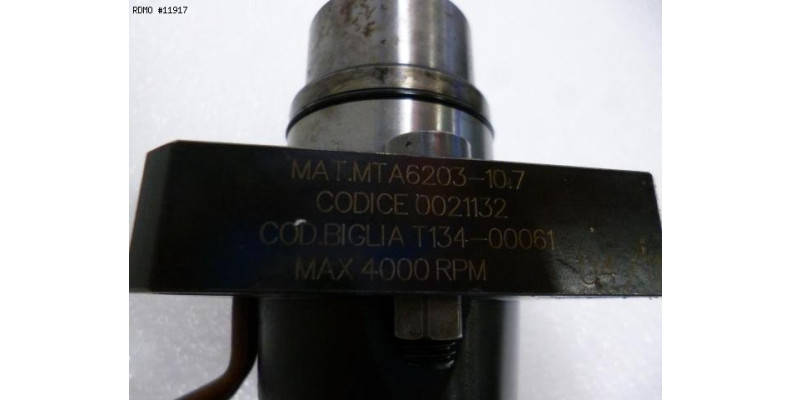 RDMO #11917
MAT.MTA6203-10.7
CODICE 0021132
COD.BIGLIA T134-00061
MAX 4000 RPM